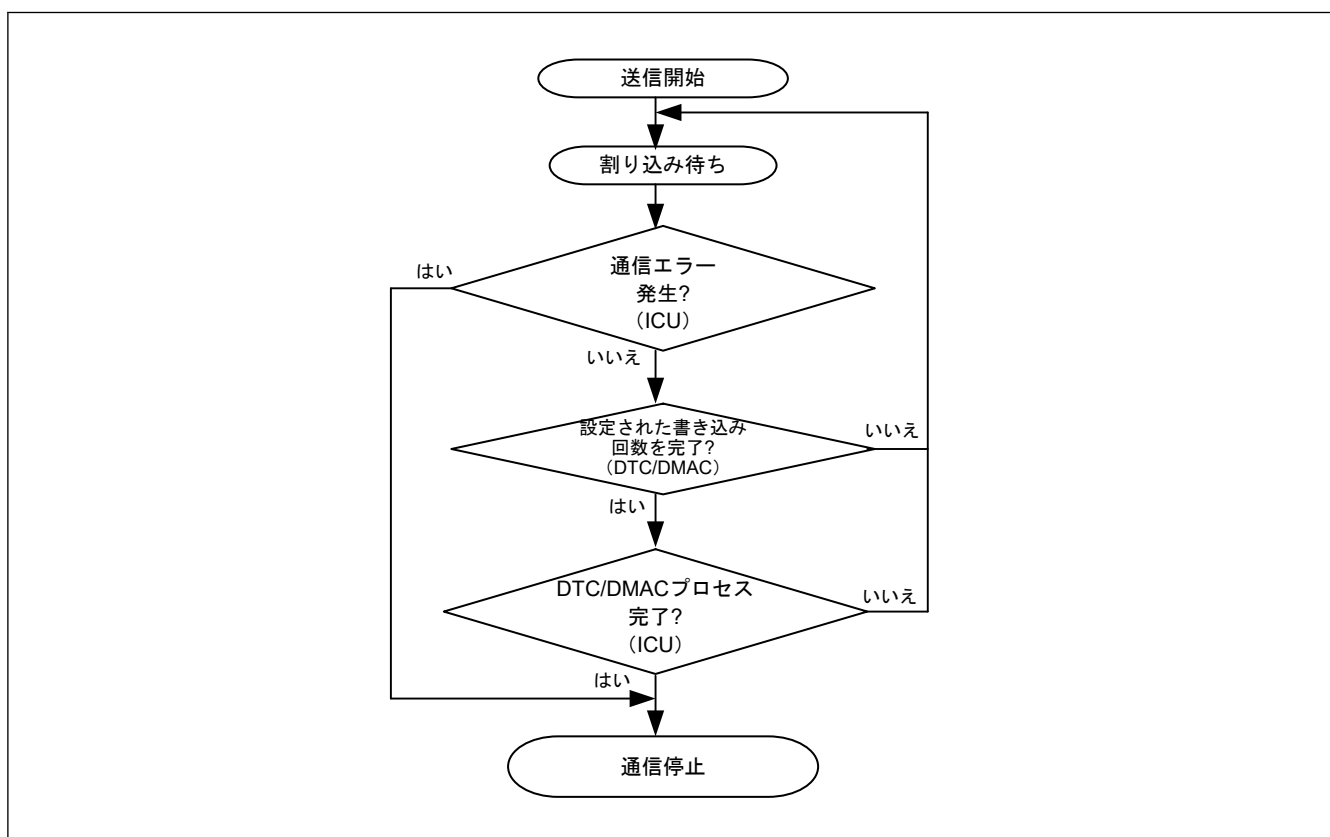 送信開始
割り込み待ち
はい
通信エラー
発生?
（ICU）
いいえ
設定された書き込み
回数を完了?
（DTC/DMAC）
いいえ
はい
DTC/DMACプロセス
完了?
（ICU）
いいえ
はい
通信停止